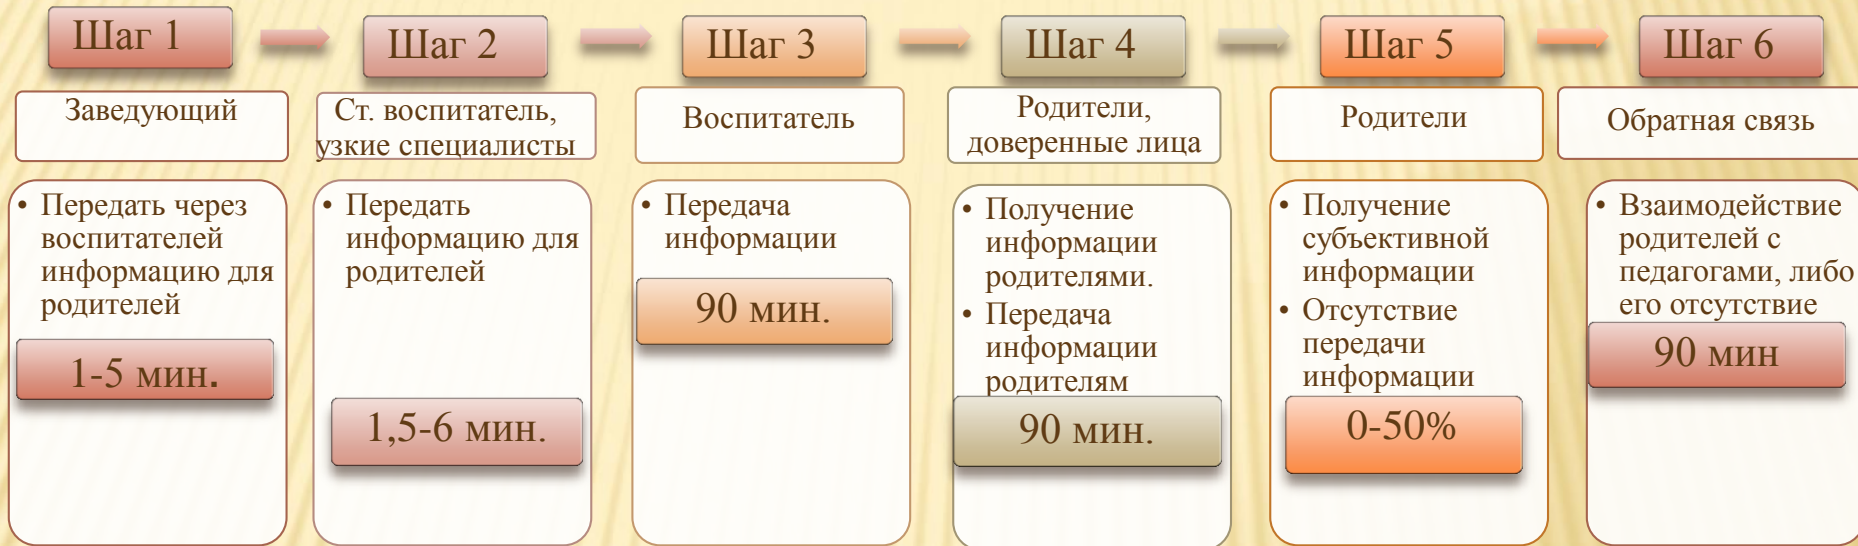 Шаг 1
Шаг 2
Шаг 3
Шаг 4
Шаг 5
Шаг 6
Заведующий
Ст. воспитатель,
узкие специалисты
Воспитатель
Родители,
доверенные лица
Родители
Обратная связь
• Передать через
воспитателей
информацию для
родителей
1-5 мин.
• Передать
информацию для
родителей
1,5-6 мин.
• Передача
информации
90 мин.
• Получение
информации
родителями.
• Передача
информации
родителям
90 мин.
• Получение
субъективной
информации
• Отсутствие
передачи
информации
0-50%
• Взаимодействие
родителей с
педагогами, либо
его отсутствие
90 мин